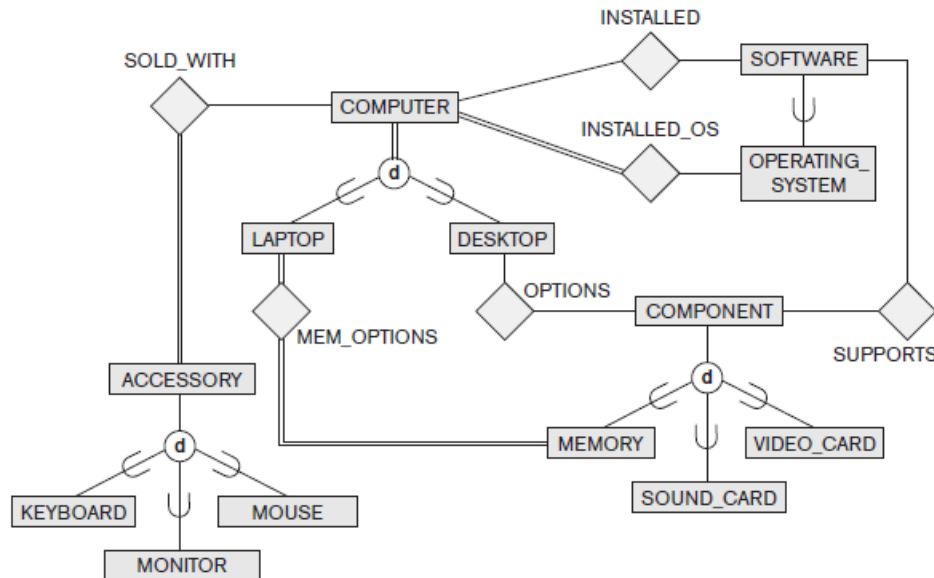 INSTALLED
SOLD_WITH
SOFTWARE
COMPUTER
INSTALLED_OS
OPERATING_
SYSTEM
d
LAPTOP
DESKTOP
OPTIONS
COMPONENT
MEM_OPTIONS
SUPPORTS
ACCESSORY
d
d
MEMORY
VIDEO_CARD
SOUND_CARD
KEYBOARD
MOUSE
MONITOR